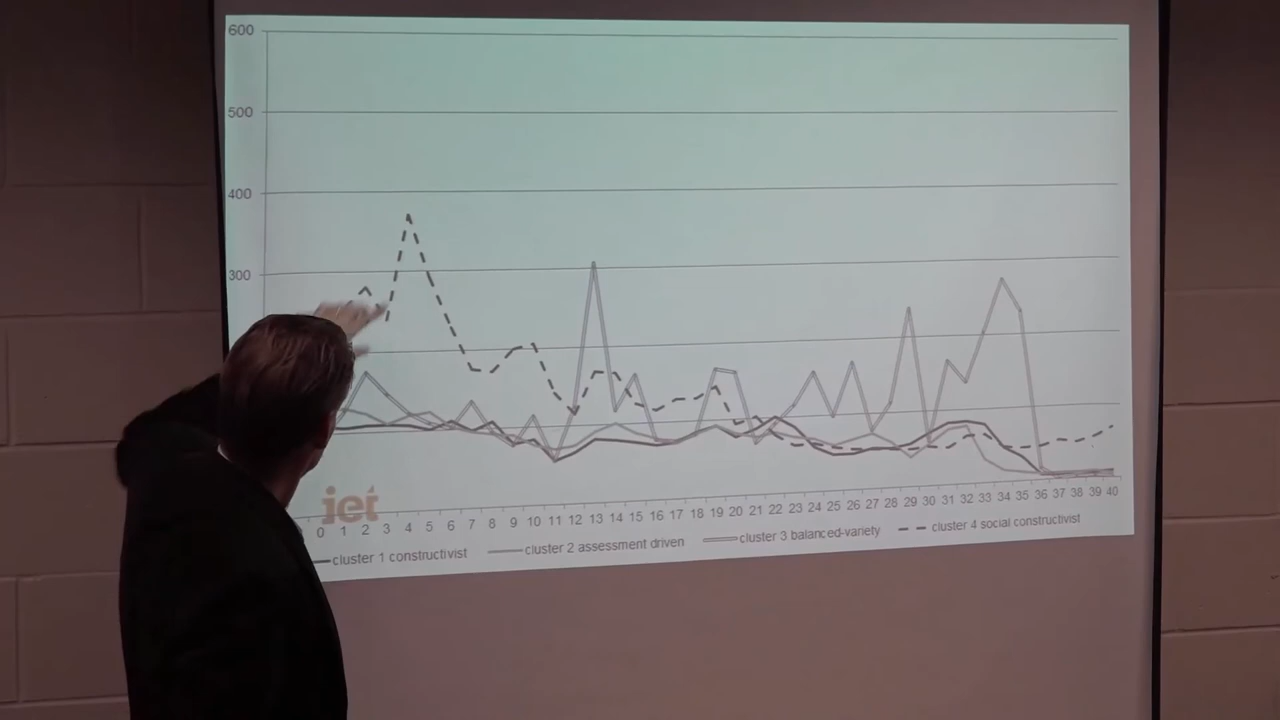 600
500
400
300
iet
0 1 2 3 4 5 6 7 8 9 10 11 12 13 14 15 16 17 18 19 20 21 22 23 24 25 26 27 28 29 30 31 32 33 34 35 36 37 38 39 40
cluster 1 constructivist cluster 2 assessment driven cluster 3 balanced-variety cluster 4 social constructivist